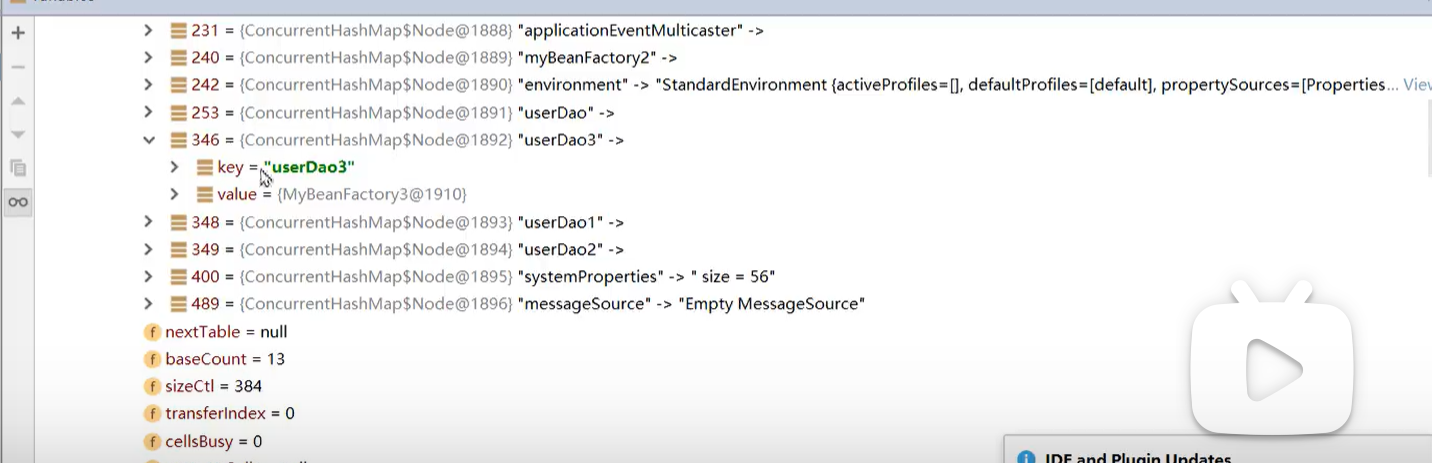 231 = {ConcurrentHashMap$Node@1888} "applicationEventMulticaster" ->
240 = {ConcurrentHashMap$Node@1889} "myBeanFactory2" ->
242 = {ConcurrentHashMap$Node@1890} "environment" -> "StandardEnvironment {activeProfiles=[], defaultProfiles=[default], propertySources=[Properties... View
253 = {ConcurrentHashMap$Node@1891} "userDao" ->
346 = {ConcurrentHashMap$Node@1892} "userDao3" ->
key = "userDao3"
value = {MyBeanFactory3@1910}
348 = {ConcurrentHashMap$Node@1893} "userDao1" ->
349 = {ConcurrentHashMap$Node@1894} "userDao2" ->
400 = {ConcurrentHashMap$Node@1895} "systemProperties" -> " size = 56"
489 = {ConcurrentHashMap$Node@1896} "messageSource" -> "Empty MessageSource"
f nextTable = null
f baseCount = 13
f sizeCtl = 384
f transferIndex = 0
f cellsBusy = 0
IDE and Plugin Updates